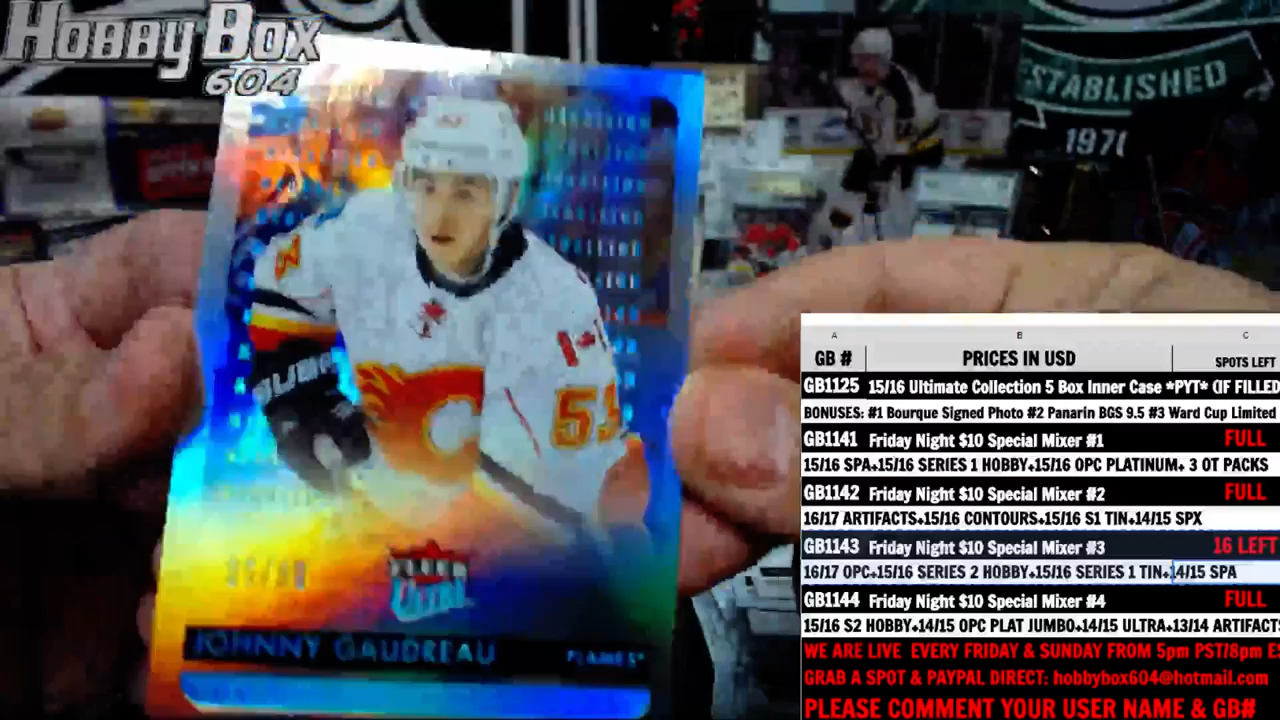 HOBBY BOX
604
ESTABLISHED
197
53
FLEER
ULTRA
JOHNNY GAUDREAU FLAMES
A B C
GB # PRICES IN USD SPOTS LEFT
GB1125 15/16 Ultimate Collection 5 Box Inner Case *PYT* (IF FILLED
BONUSES: #1 Bourque Signed Photo #2 Panarin BGS 9.5 #3 Ward Cup Limited
GB1141 Friday Night $10 Special Mixer #1 FULL
15/16 SPA+15/16 SERIES 1 HOBBY+15/16 OPC PLATINUM+ 3 OT PACKS
GB1142 Friday Night $10 Special Mixer #2 FULL
16/17 ARTIFACTS+15/16 CONTOURS+15/16 S1 TIN+14/15 SPX
GB1143 Friday Night $10 Special Mixer #3 16 LEFT
16/17 OPC+15/16 SERIES 2 HOBBY+15/16 SERIES 1 TIN+14/15 SPA
GB1144 Friday Night $10 Special Mixer #4 FULL
15/16 S2 HOBBY+14/15 OPC PLAT JUMBO+14/15 ULTRA+13/14 ARTIFACTS
WE ARE LIVE EVERY FRIDAY & SUNDAY FROM 5pm PST/8pm ES
GRAB A SPOT & PAYPAL DIRECT: hobbybox604@hotmail.com
PLEASE COMMENT YOUR USER NAME & GB#